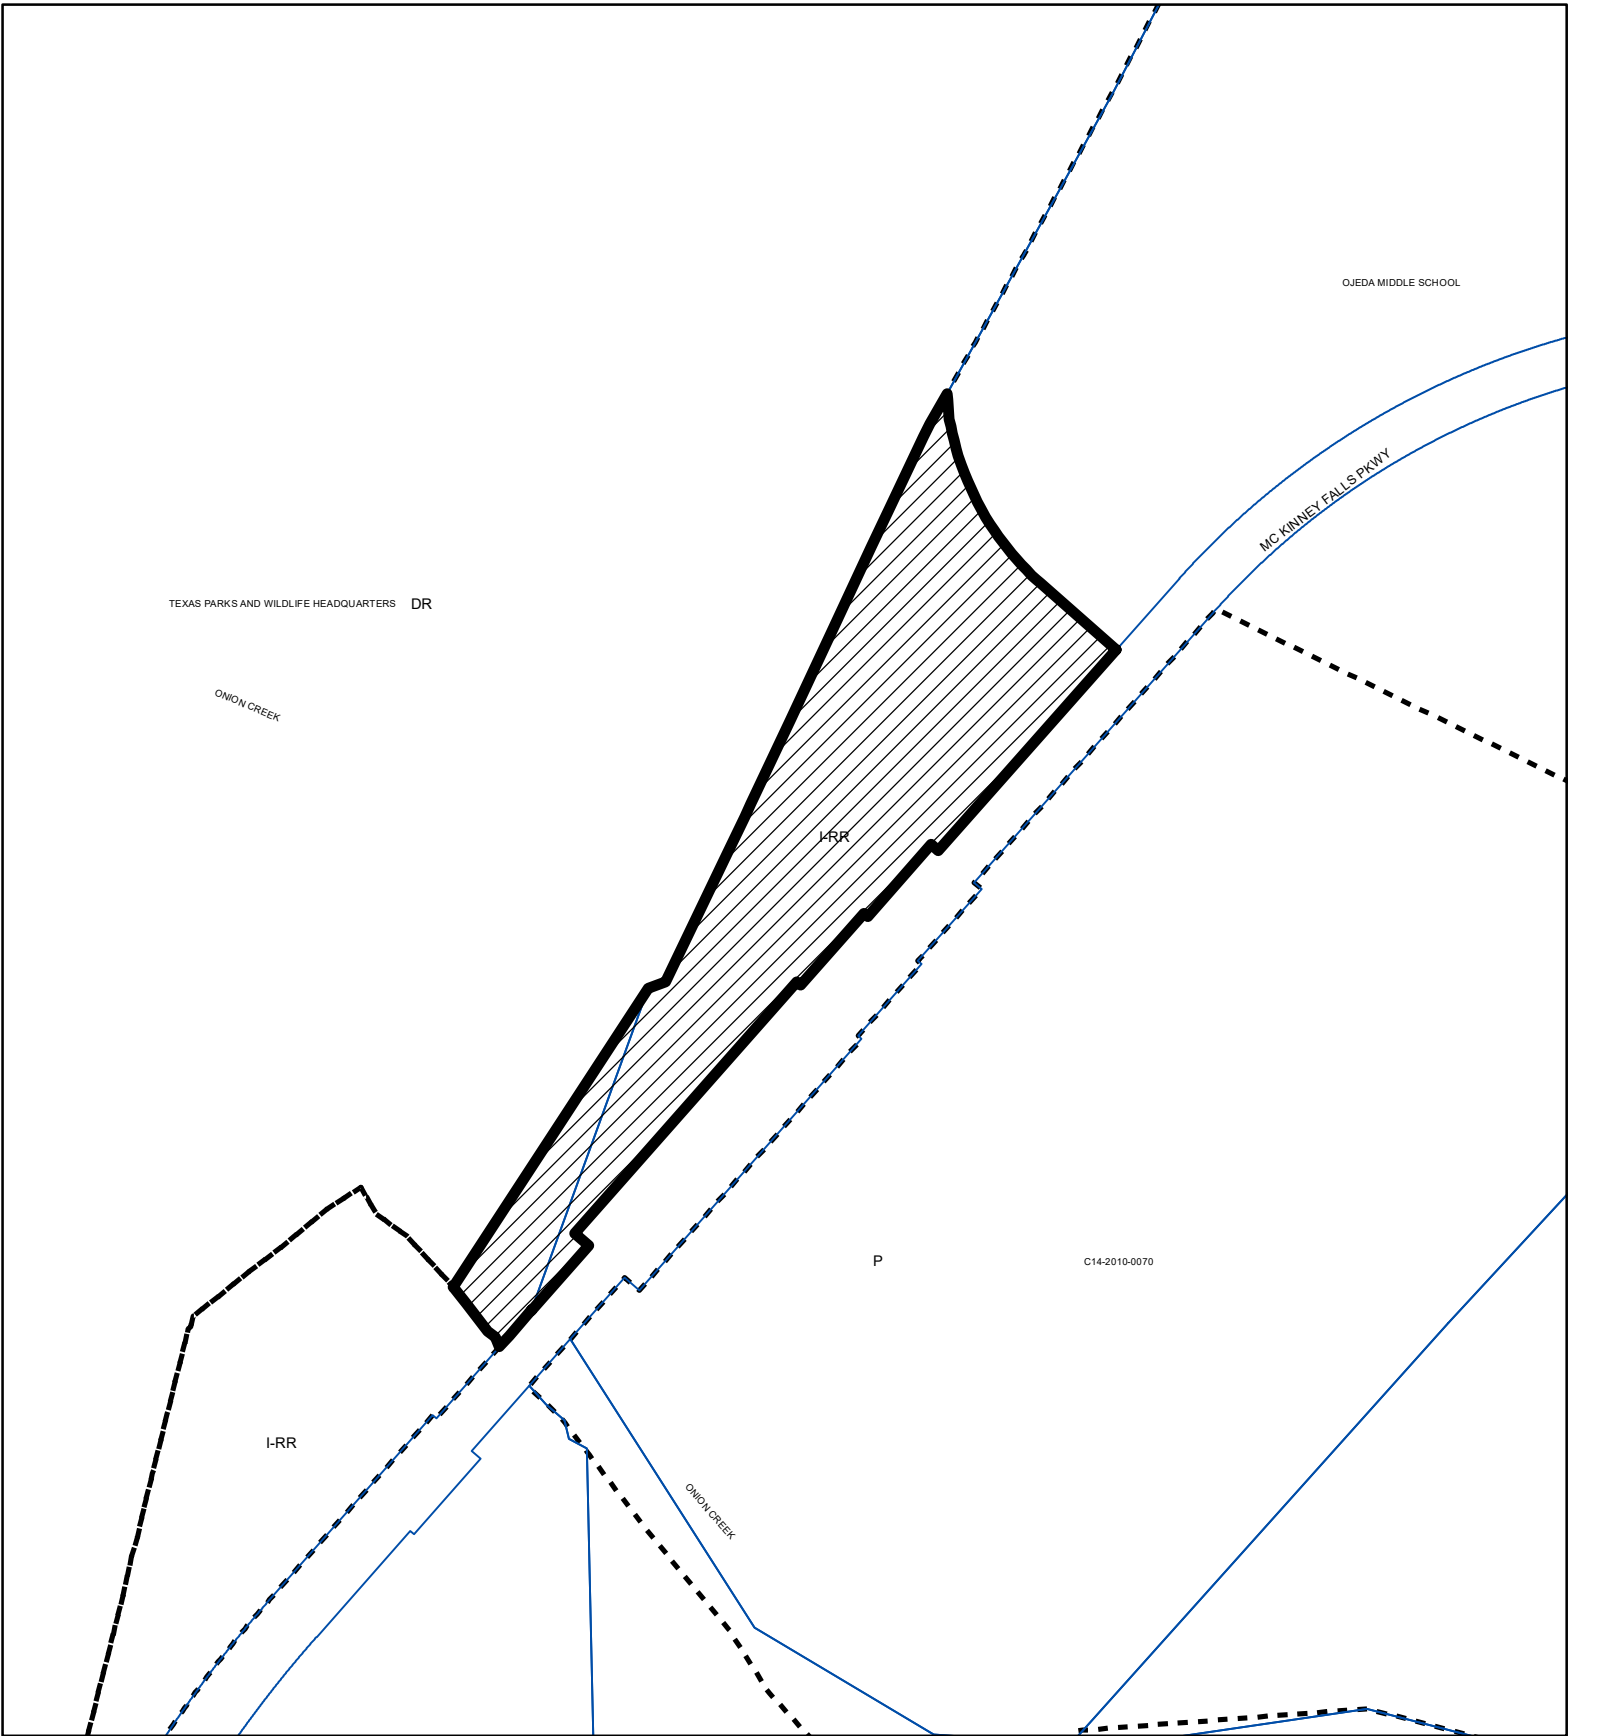 OJEDA MIDDLE SCHOOL
MC KINNEY FALLS PKWY
TEXAS PARKS AND WILDLIFE HEADQUARTERS DR
ONION CREEK
I-RR
P
C14-2010-0070
I-RR
ONION CREEK